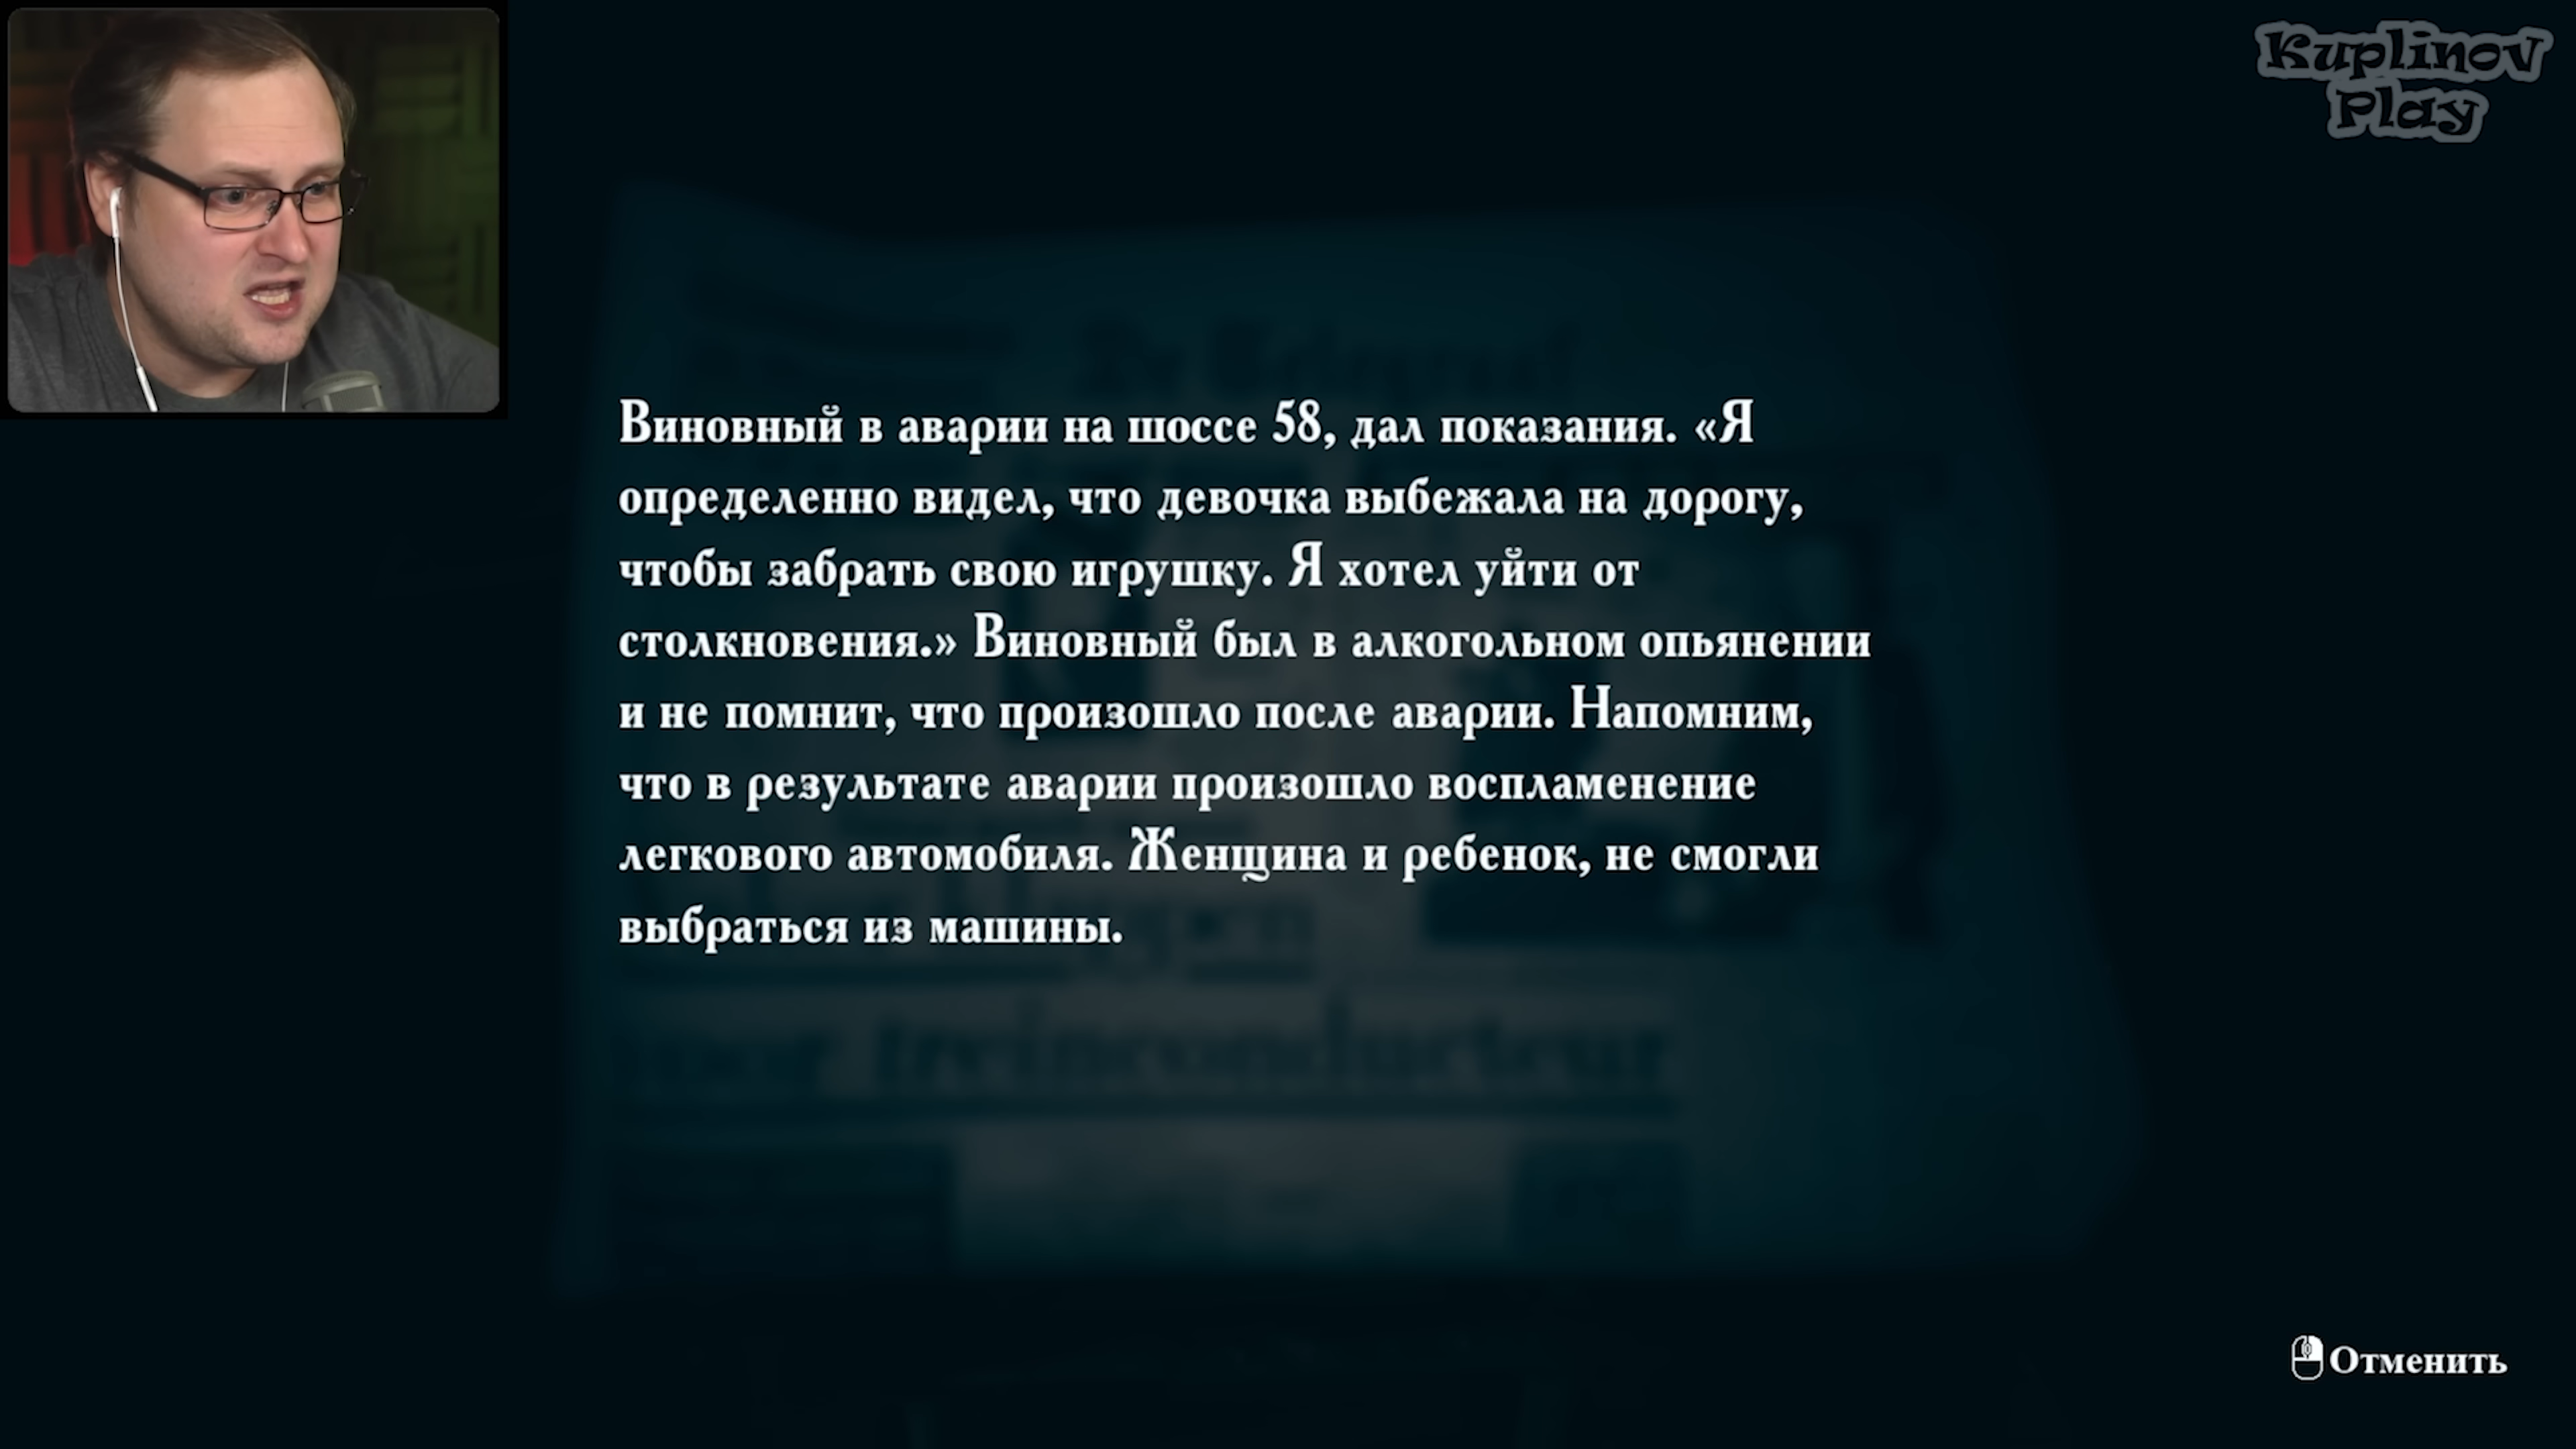 Kuplinov
Play
Виновный в аварии на шоссе 58, дал показания. «Я
определенно видел, что девочка выбежала на дорогу,
чтобы забрать свою игрушку. Я хотел уйти от
столкновения.» Виновный был в алкогольном опьянении
и не помнит, что произошло после аварии. Напомним,
что в результате аварии произошло воспламенение
легкового автомобиля. Женщина и ребенок, не смогли
выбраться из машины.
treinconducteur
Отменить